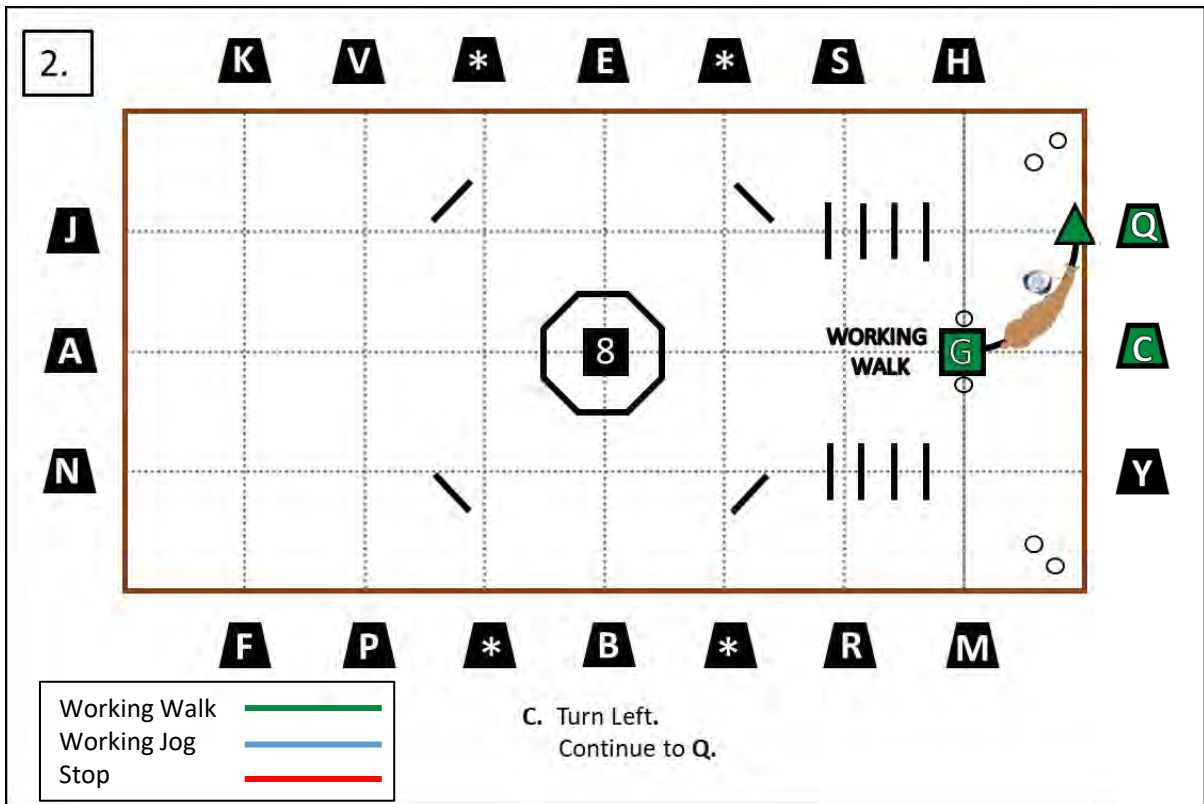 2.
K V * E * S H
J Q
8 WORKING
WALK G
A C
N Y
F P * B * R M
Working Walk
Working Jog
Stop
C. Turn Left.
Continue to Q.